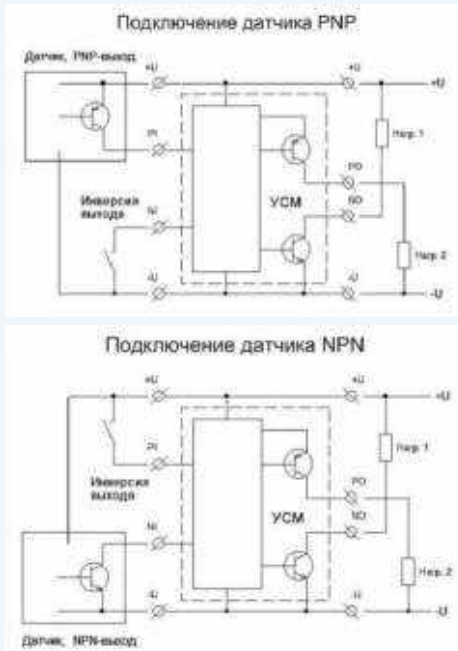 Подключение датчика PNP
Датчик, PNP-выход
+U
+U
+U
PI
Нагр. 1
PO
Инверсия
выхода
NI
УСМ
NO
Нагр. 2
-U
-U
-U
Подключение датчика NPN
+U
+U
+U
PI
Нагр. 1
Инверсия
выхода
PO
NI
УСМ
NO
Нагр. 2
-U
-U
-U
Датчик, NPN-выход